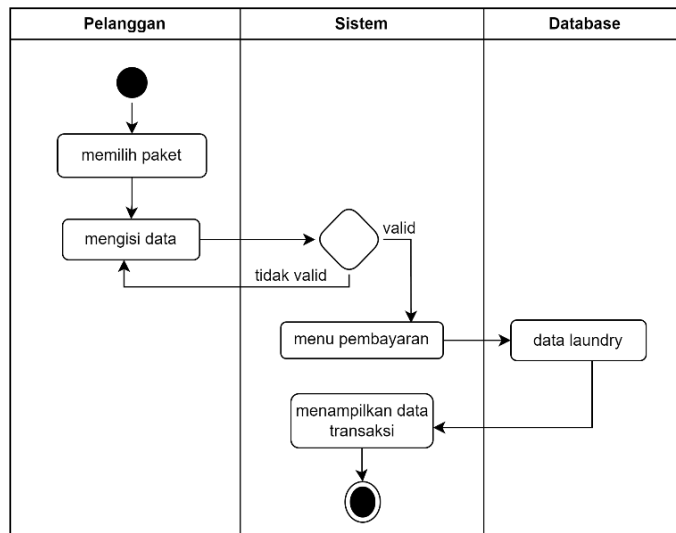 Pelanggan
Sistem
Database
memilih paket
mengisi data
valid
tidak valid
menu pembayaran
data laundry
menampilkan data
transaksi